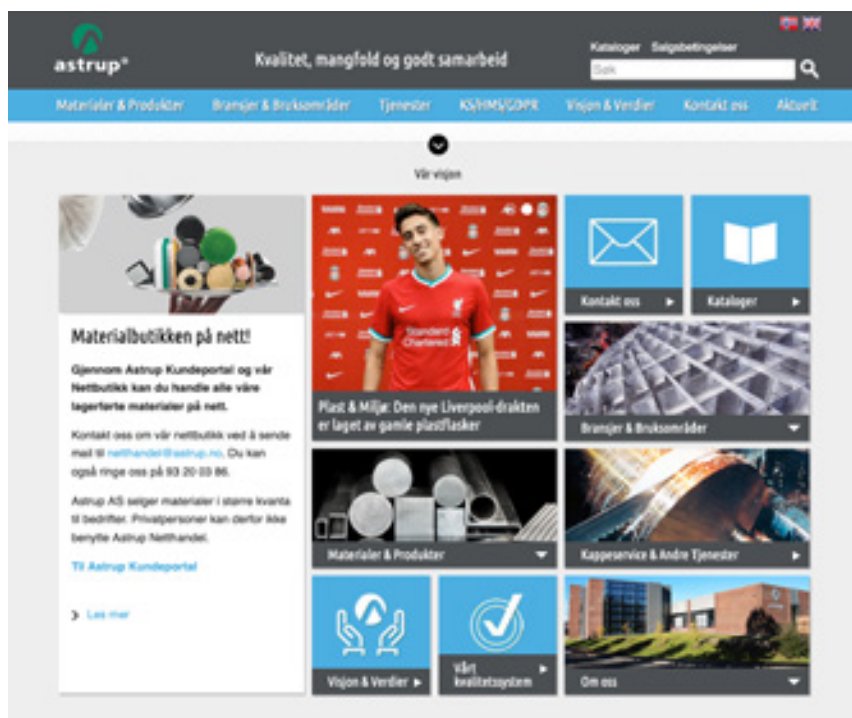 astrup®
Kvalitet, mangfold og godt samarbeid
Kataloger Salgsbetingelser
Søk
Materialer & Produkter Bransjer & Bruksområder Tjenester KS/HMS/GDPR Visjon & Verdier Kontakt oss Aktuelt
Vår visjon
Materialbutikken på nett!
Gjennom Astrup Kundeportal og vår
Nettbutikk kan du handle alle våre
lagerførte materialer på nett.
Kontakt oss om vår nettbutikk ved å sende
mail til netthandel@astrup.no. Du kan
også ringe oss på 93 20 03 86.
Astrup AS selger materialer i større kvanta
til bedrifter. Privatpersoner kan derfor ikke
benytte Astrup Netthandel.
Til Astrup Kundeportal
Les mer
Standard
Chartered
Plast & Miljø: Den nye Liverpool-drakten
er laget av gamle plastflasker
Kontakt oss
Kataloger
Bransjer & Bruksområder
Materialer & Produkter
Kappeservice & Andre Tjenester
Visjon & Verdier
Vårt
kvalitetssystem
Om oss